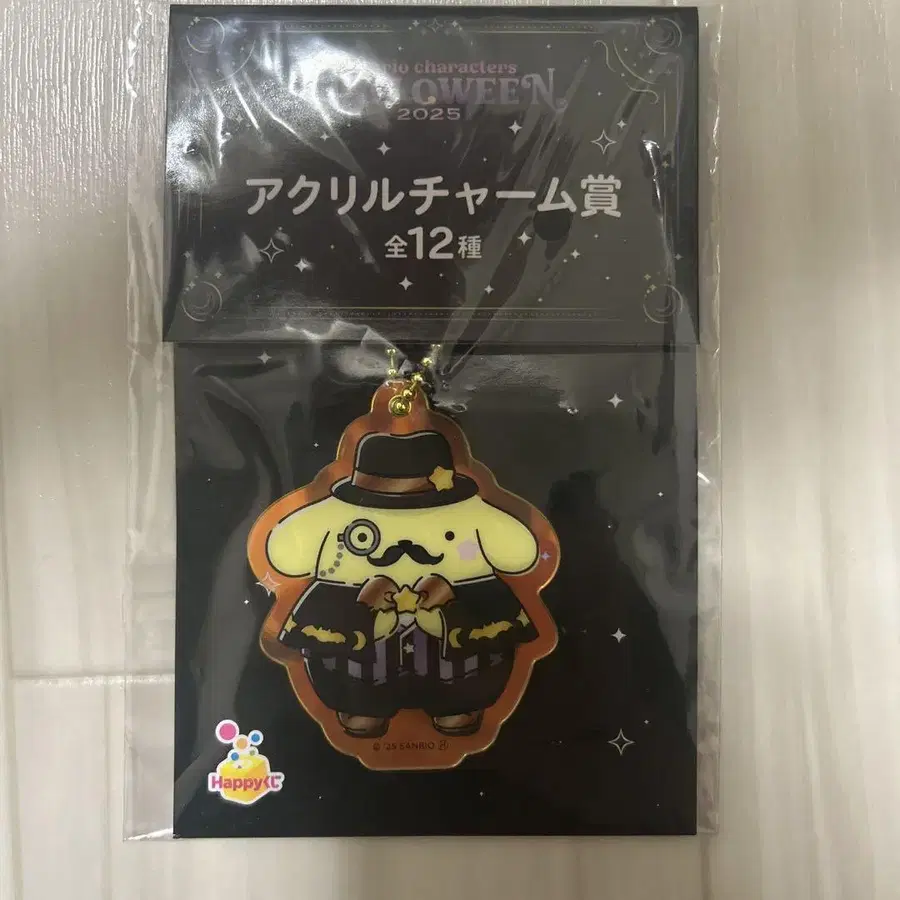 characters
2025
アクリルチャーム賞
全12種
© '25 SANRIO Ⓗ
Happyくじ